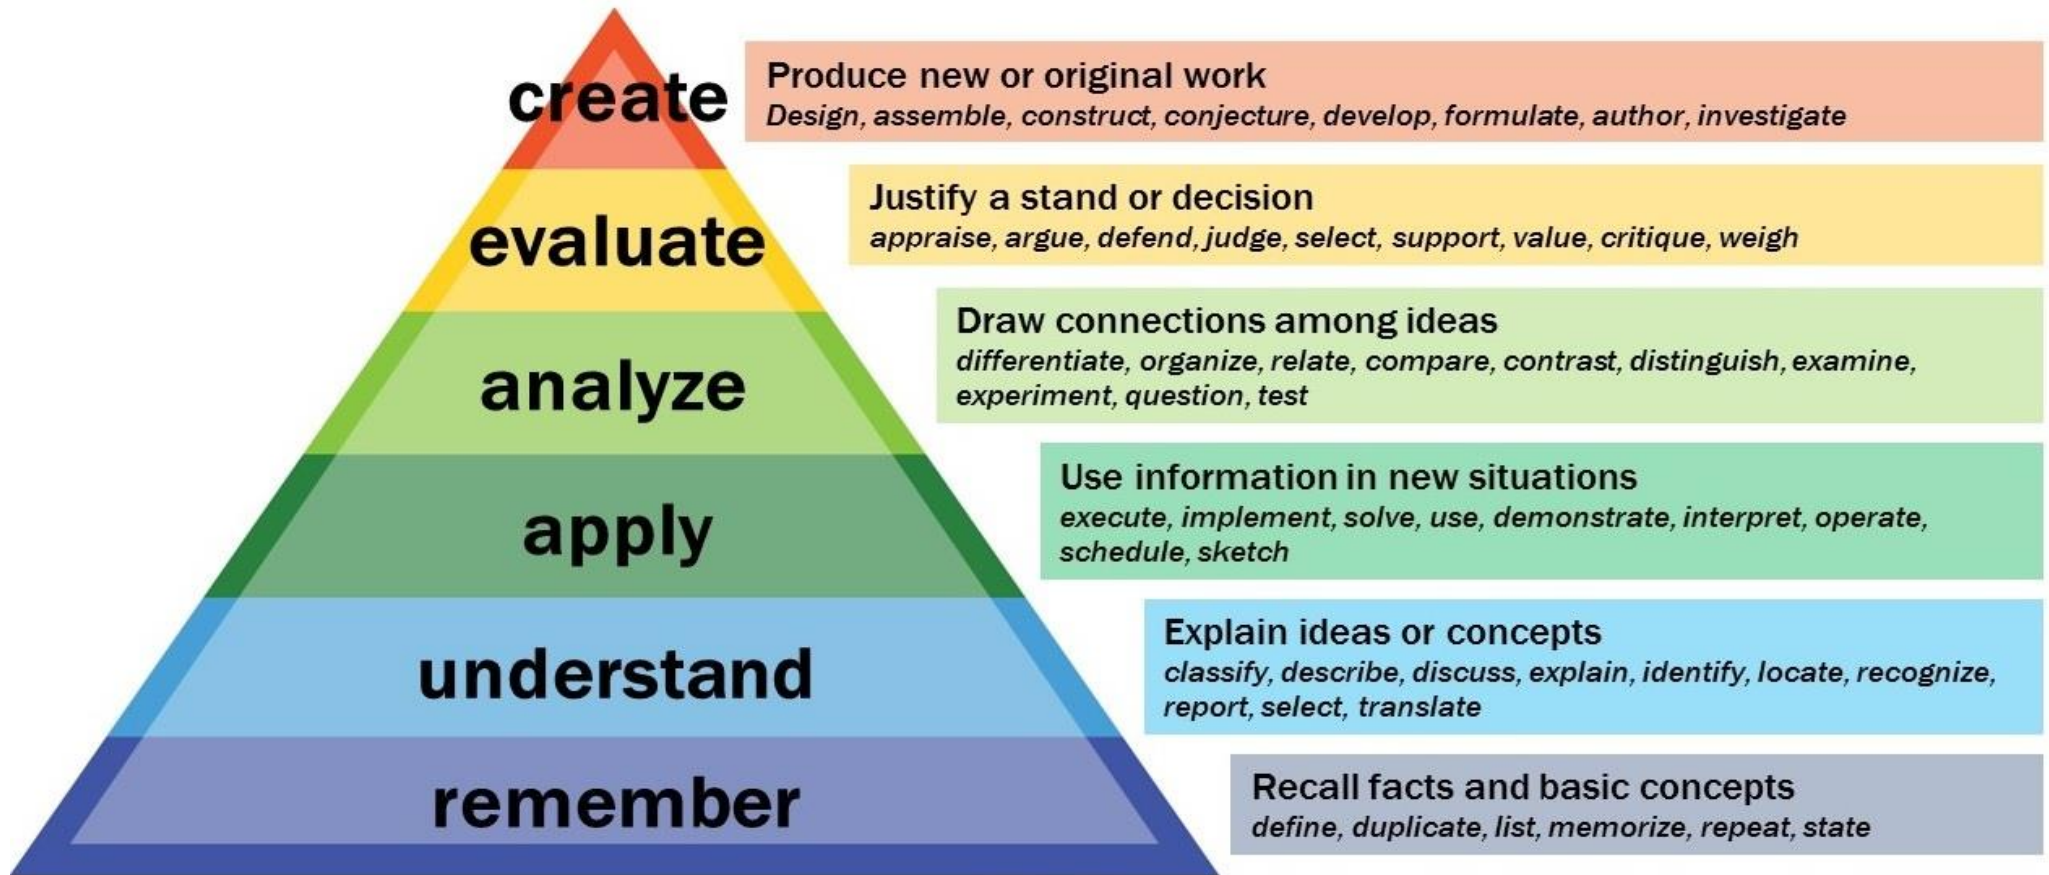 create
Produce new or original work
Design, assemble, construct, conjecture, develop, formulate, author, investigate
evaluate
Justify a stand or decision
appraise, argue, defend, judge, select, support, value, critique, weigh
analyze
Draw connections among ideas
differentiate, organize, relate, compare, contrast, distinguish, examine,
experiment, question, test
apply
Use information in new situations
execute, implement, solve, use, demonstrate, interpret, operate,
schedule, sketch
understand
Explain ideas or concepts
classify, describe, discuss, explain, identify, locate, recognize,
report, select, translate
remember
Recall facts and basic concepts
define, duplicate, list, memorize, repeat, state